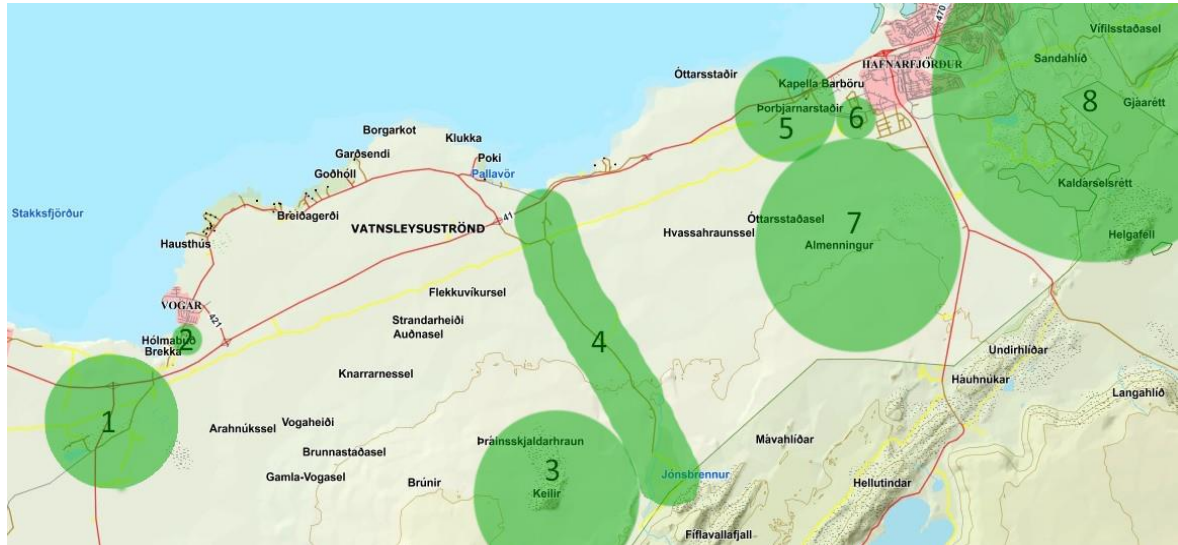 470
Vífilsstaðasel
Sandahlíð
HAFNARFJÖRÐUR
Óttarsstaðir
Kapella Barböru
8
Gjáarétt
Þorbjarnarstaðir
5
6
Borgarkot
Klukka
Garðsendi
Poki
Goðhóll
Pallavör
Kaldárselsrétt
Stakksfjörður
Breiðagerði
41
VATNSLEYSUSTRÖND
Óttarsstaðasel
7
Hvassahraunssel
Almenningur
Helgafell
Hausthús
Flekkuvíkursel
VOGAR
421
Strandarheiði
Auðnasel
2
Hólmabúð
Brekka
4
Undirhlíðar
Knarrarnessel
Háuhnúkar
Langahlíð
1
Arahnúkssel
Vogaheiði
Brunnastaðasel
Þráinsskjaldarhraun
Mávahlíðar
3
Gamla-Vogasel
Brúnir
Keilir
Jónsbrennur
Hellutindar
Fíflavallafjall